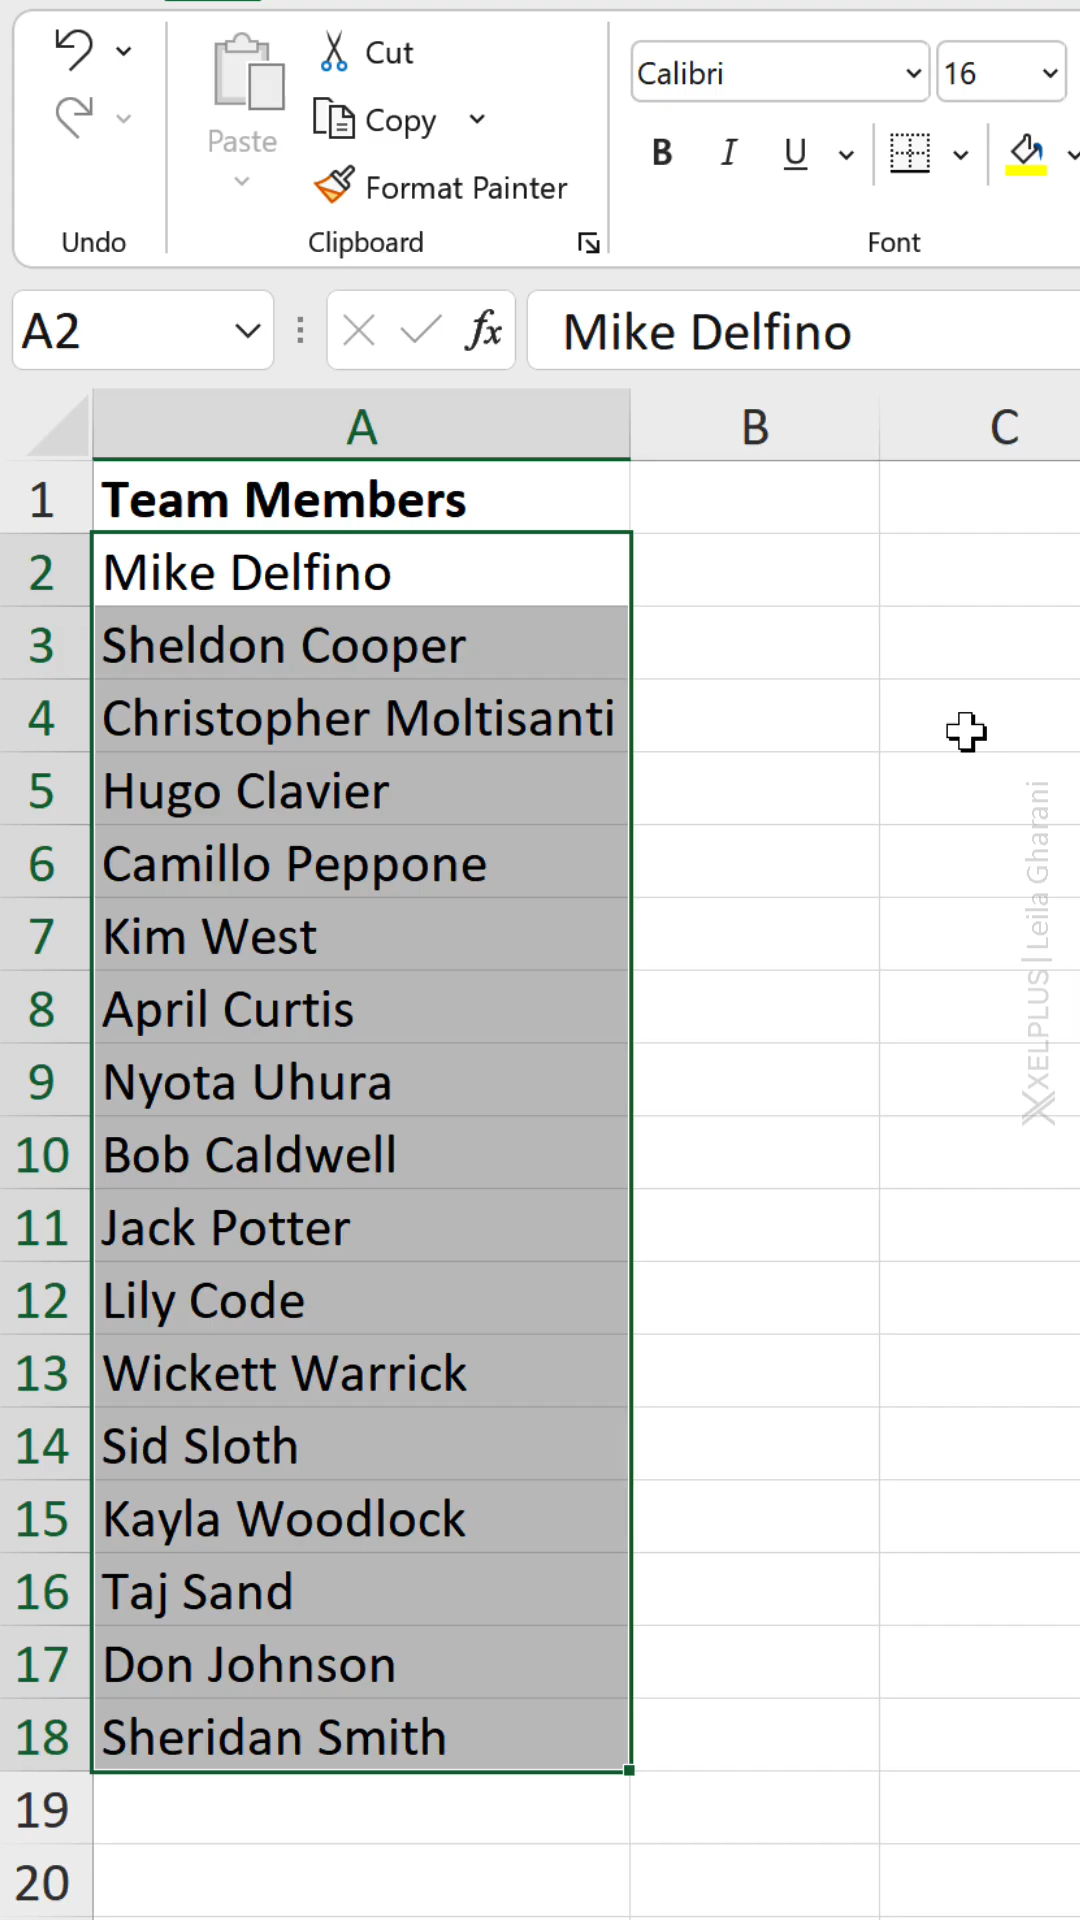 Cut
Copy
Paste
Format Painter
Undo
Clipboard
Calibri
16
B I U
Font
A2
fx
Mike Delfino
A B C
1 Team Members
2 Mike Delfino
3 Sheldon Cooper
4 Christopher Moltisanti
5 Hugo Clavier
6 Camillo Peppone
7 Kim West
8 April Curtis
9 Nyota Uhura
10 Bob Caldwell
11 Jack Potter
12 Lily Code
13 Wickett Warrick
14 Sid Sloth
15 Kayla Woodlock
16 Taj Sand
17 Don Johnson
18 Sheridan Smith
19
20
XELPLUS | Leila Gharani